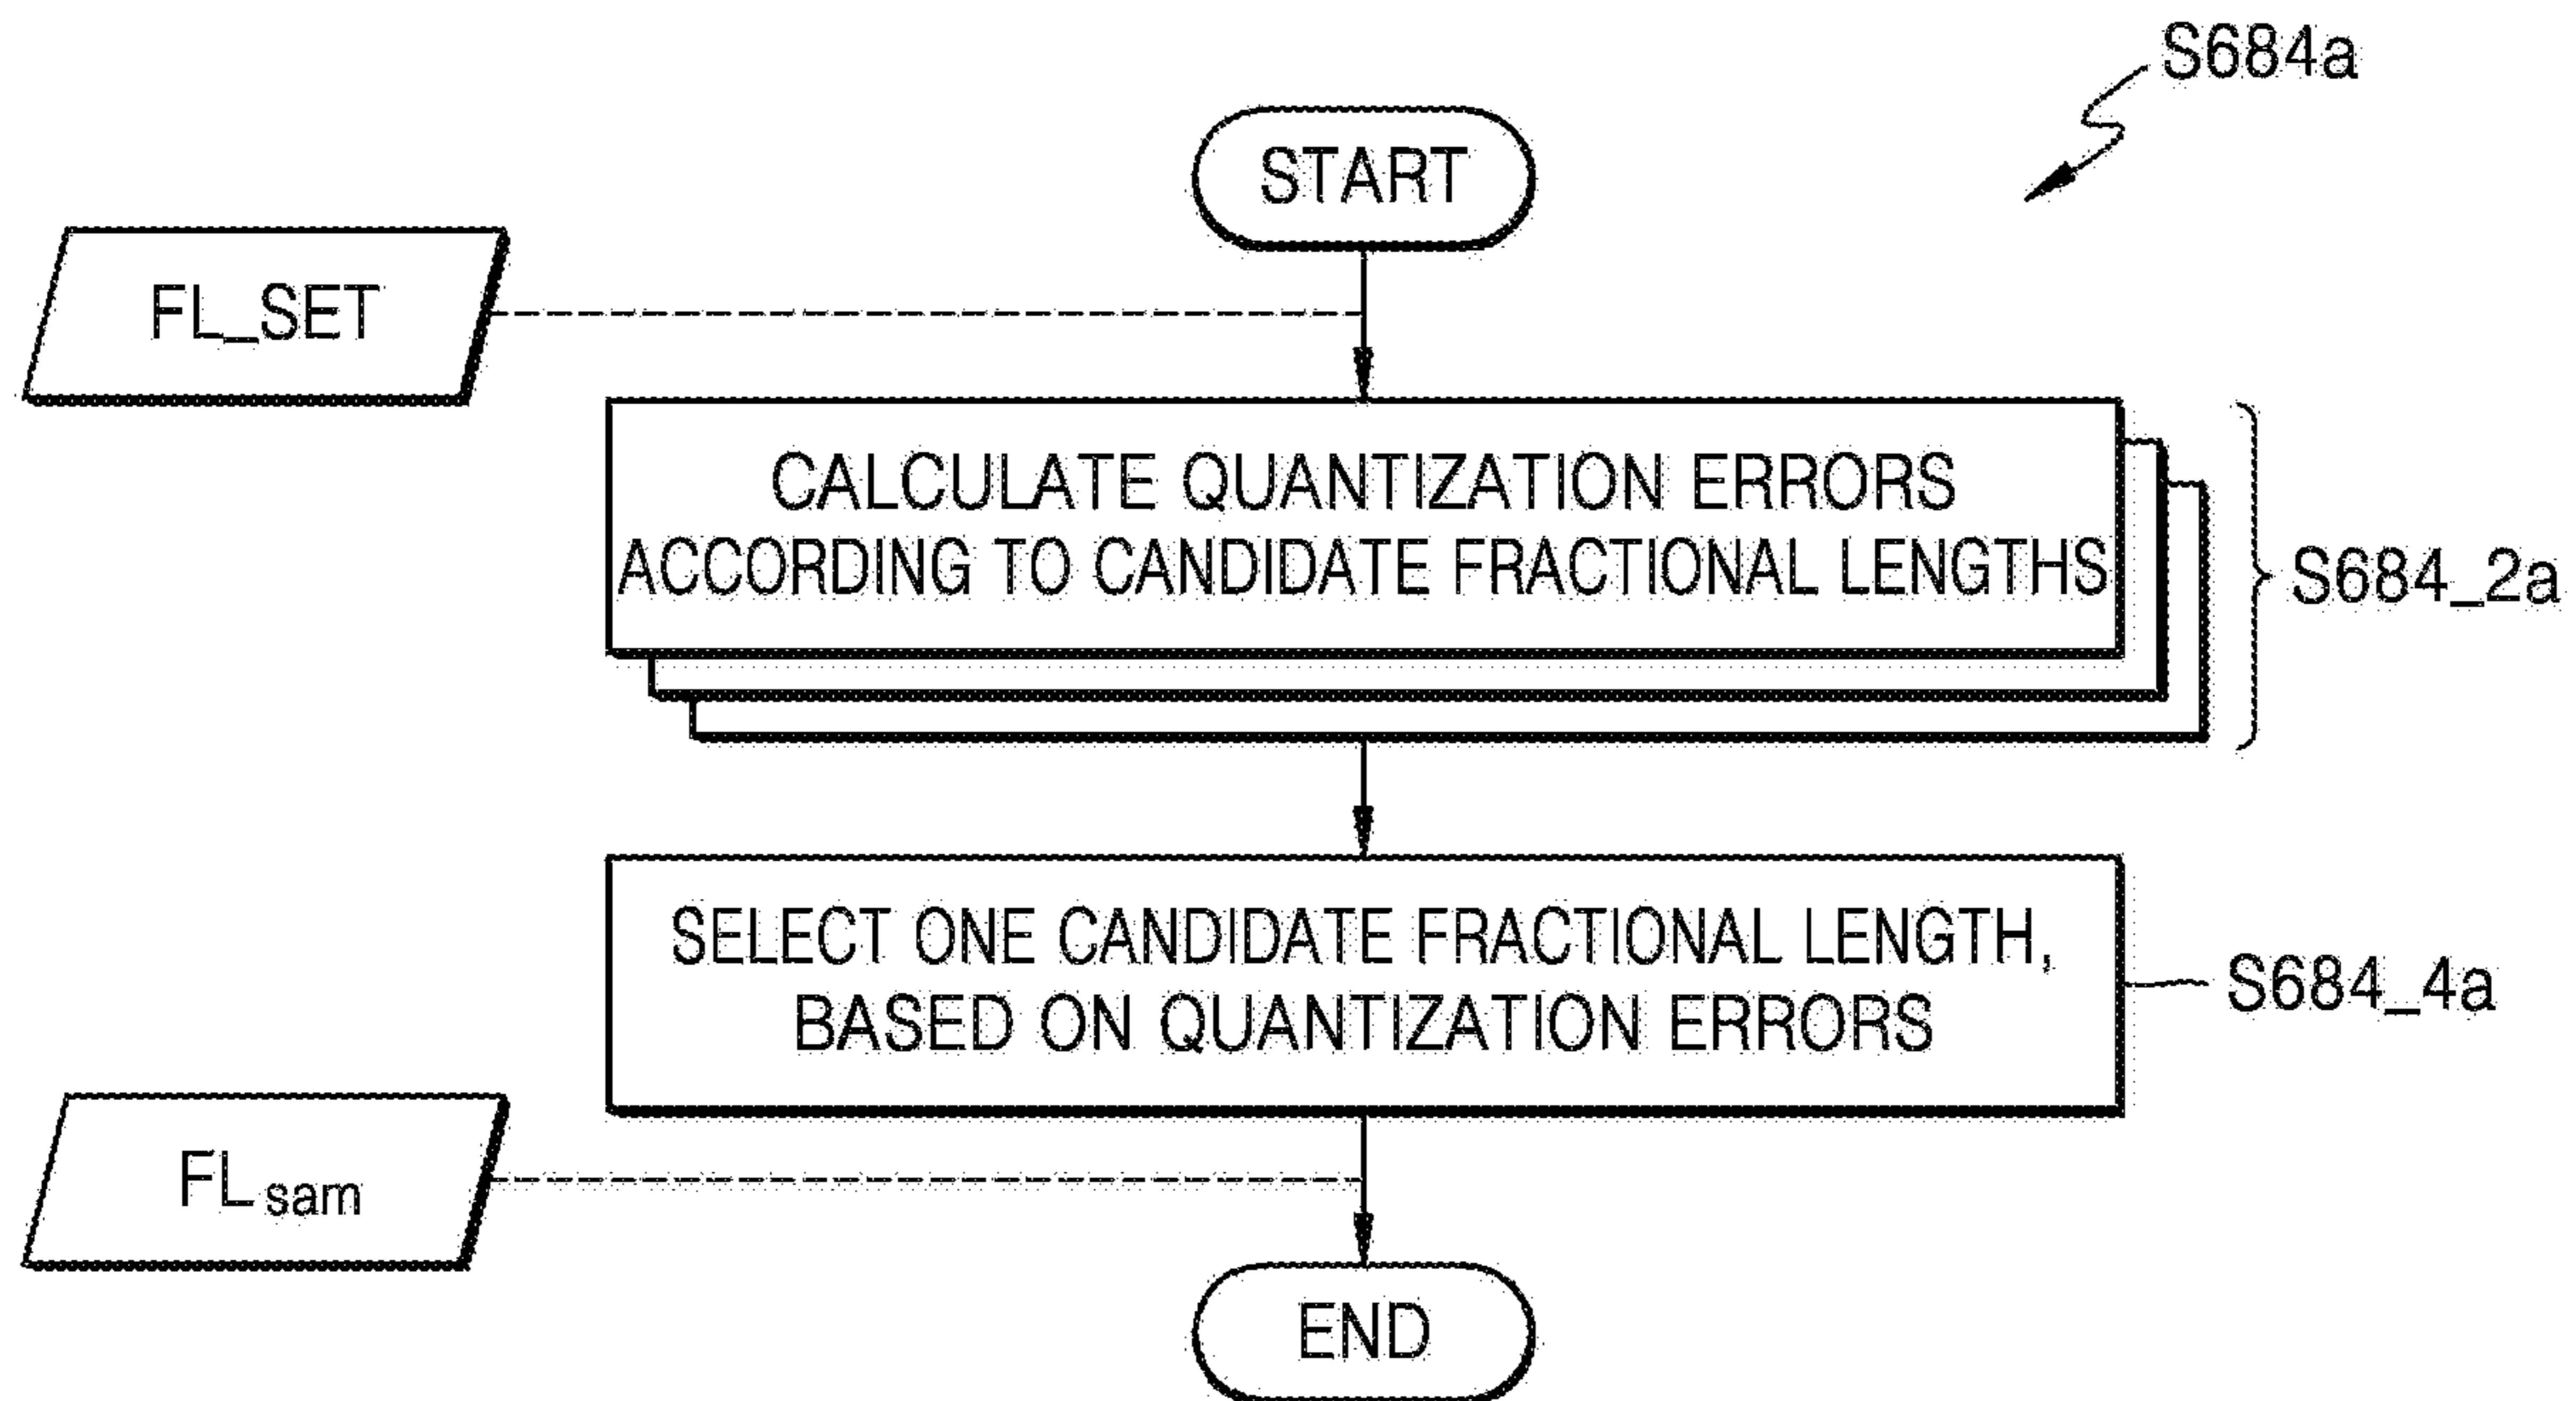 S684a
START
FL_SET
CALCULATE QUANTIZATION ERRORS
ACCORDING TO CANDIDATE FRACTIONAL LENGTHS
S684_2a
SELECT ONE CANDIDATE FRACTIONAL LENGTH,
BASED ON QUANTIZATION ERRORS
S684_4a
FLsam
END